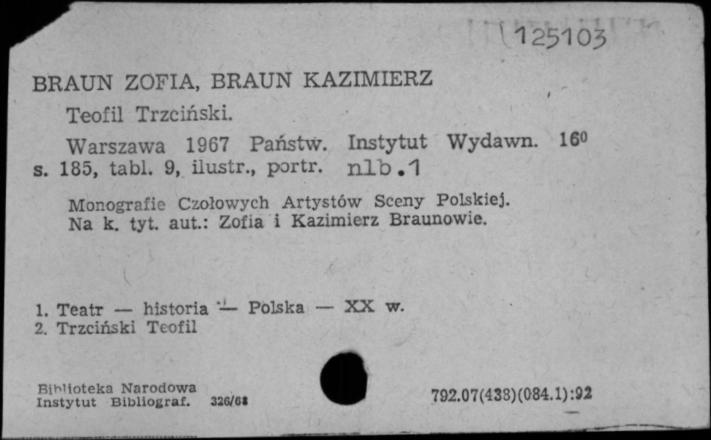 125103
BRAUN ZOFIA, BRAUN KAZIMIERZ
Teofil Trzciński.
Warszawa 1967 Państw. Instytut Wydawn. 16⁰
s. 185, tabl. 9, ilustr., portr. nlb.1
Monografie Czołowych Artystów Sceny Polskiej.
Na k. tyt. aut.: Zofia i Kazimierz Braunowie.
1. Teatr — historia — Polska — XX w.
2. Trzciński Teofil
Biblioteka Narodowa
Instytut Bibliograf. 326/68
792.07(438)(084.1):92